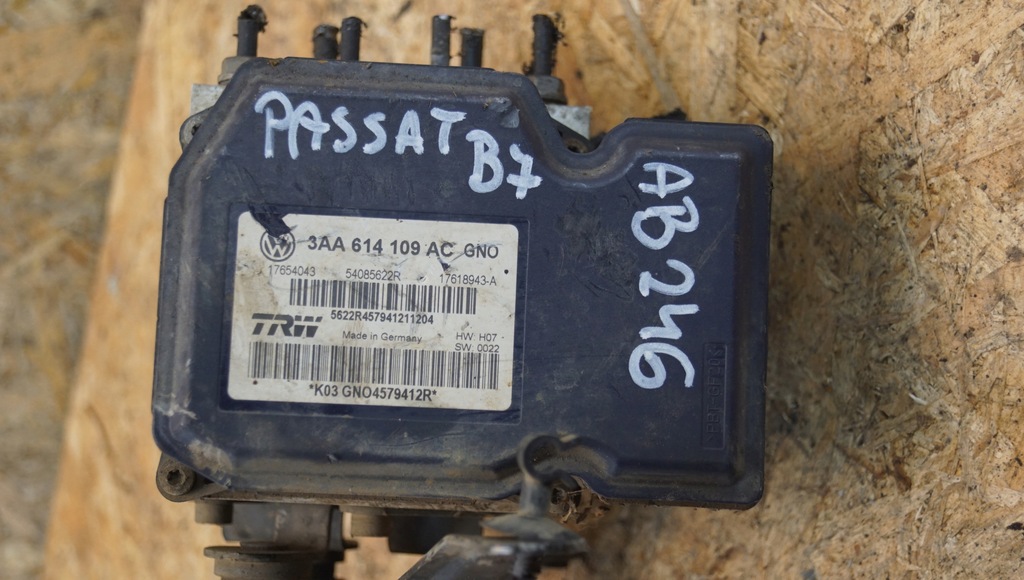 PASSAT
B7
AB246
3AA 614 109 AC GNO
17654043 54085622R 17618943-A
5622R457941211204
TRW
Made in Germany
HW: H07
SW: 0022
*K03 GNO4579412R*